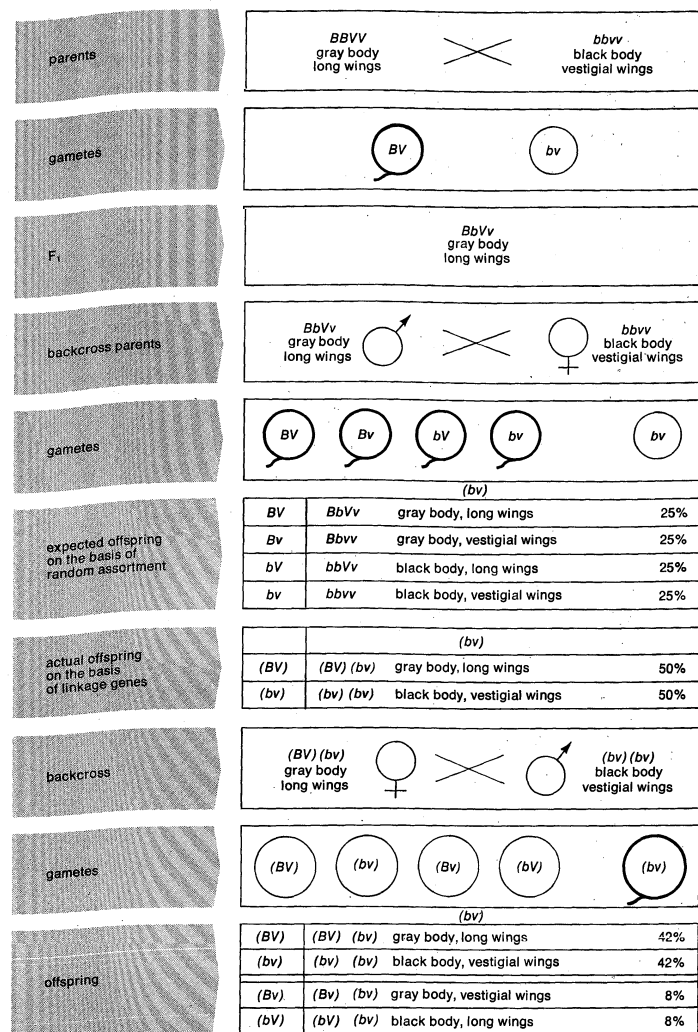 parents
BBVV
gray body
long wings
bbvv
black body
vestigial wings
gametes
BV
bv
F₁
BbVv
gray body
long wings
backcross parents
BbVv
gray body
long wings
bbvv
black body
vestigial wings
gametes
BV Bv bV bv bv
(bv)
expected offspring
on the basis of
random assortment
BV BbVv gray body, long wings 25%
Bv Bbvv gray body, vestigial wings 25%
bV bbVv black body, long wings 25%
bv bbvv black body, vestigial wings 25%
actual offspring
on the basis
of linkage genes
(bv)
(BV) (BV) (bv) gray body, long wings 50%
(bv) (bv) (bv) black body, vestigial wings 50%
backcross
(BV) (bv)
gray body
long wings
(bv) (bv)
black body
vestigial wings
gametes
(BV) (bv) (Bv) (bV) (bv)
(bv)
offspring
(BV) (BV) (bv) gray body, long wings 42%
(bv) (bv) (bv) black body, vestigial wings 42%
(Bv) (Bv) (bv) gray body, vestigial wings 8%
(bV) (bV) (bv) black body, long wings 8%